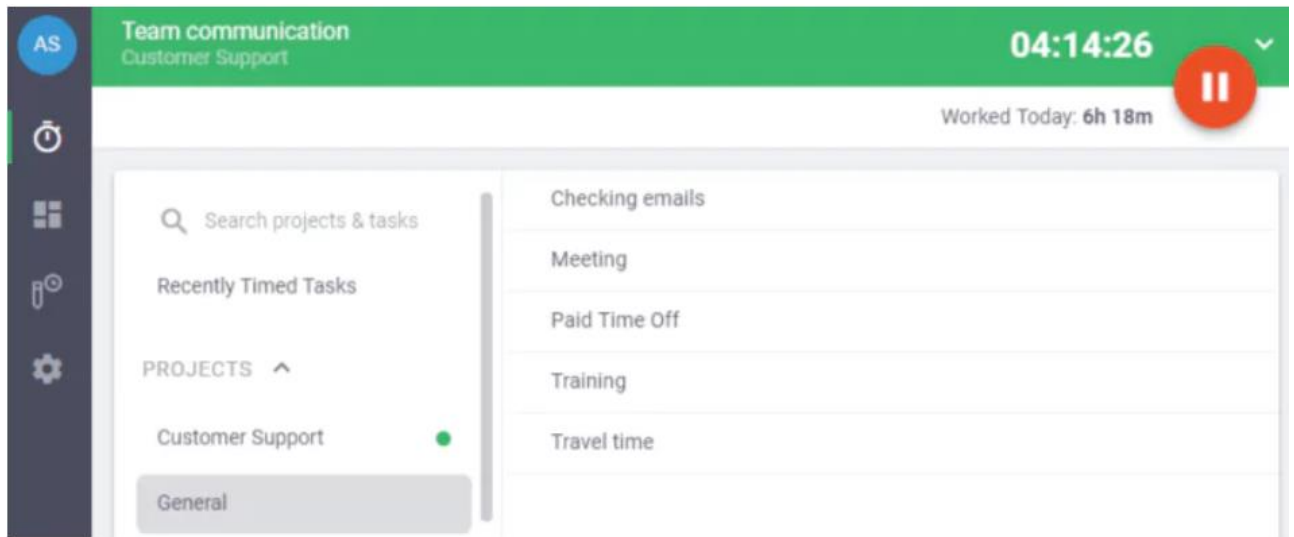 AS
Team communication
Customer Support
04:14:26
Worked Today: 6h 18m
Search projects & tasks
Recently Timed Tasks
PROJECTS
Customer Support
General
Checking emails
Meeting
Paid Time Off
Training
Travel time